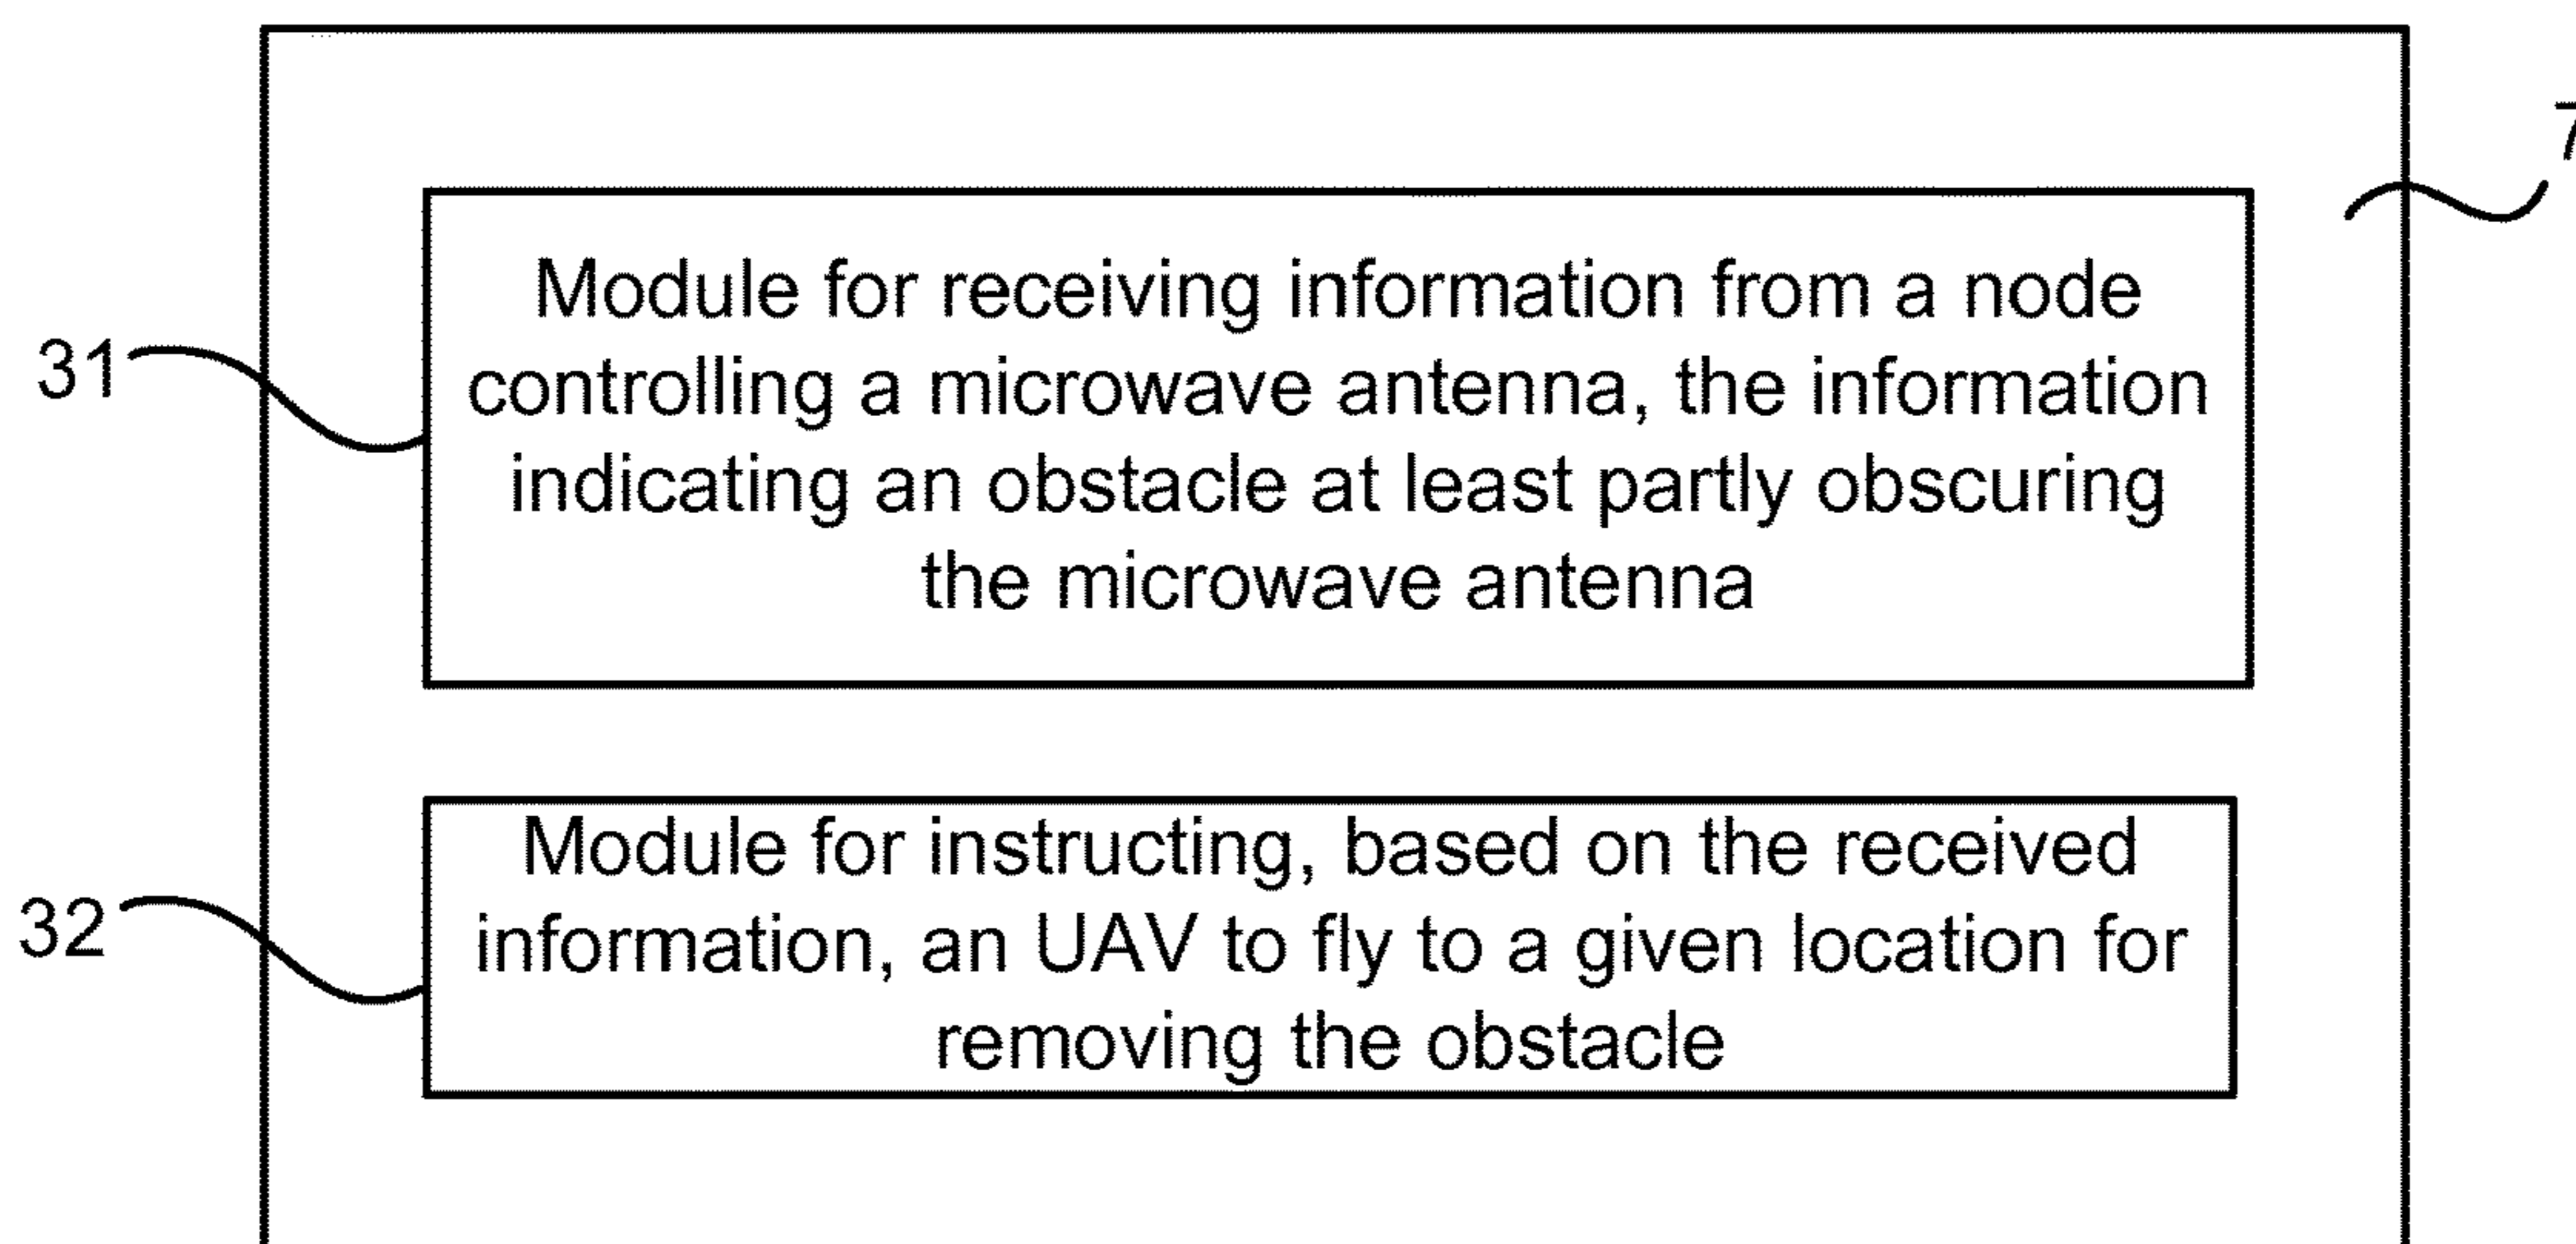 7
Module for receiving information from a node
31
controlling a microwave antenna, the information
indicating an obstacle at least partly obscuring
the microwave antenna
Module for instructing, based on the received
32
information, an UAV to fly to a given location for
removing the obstacle